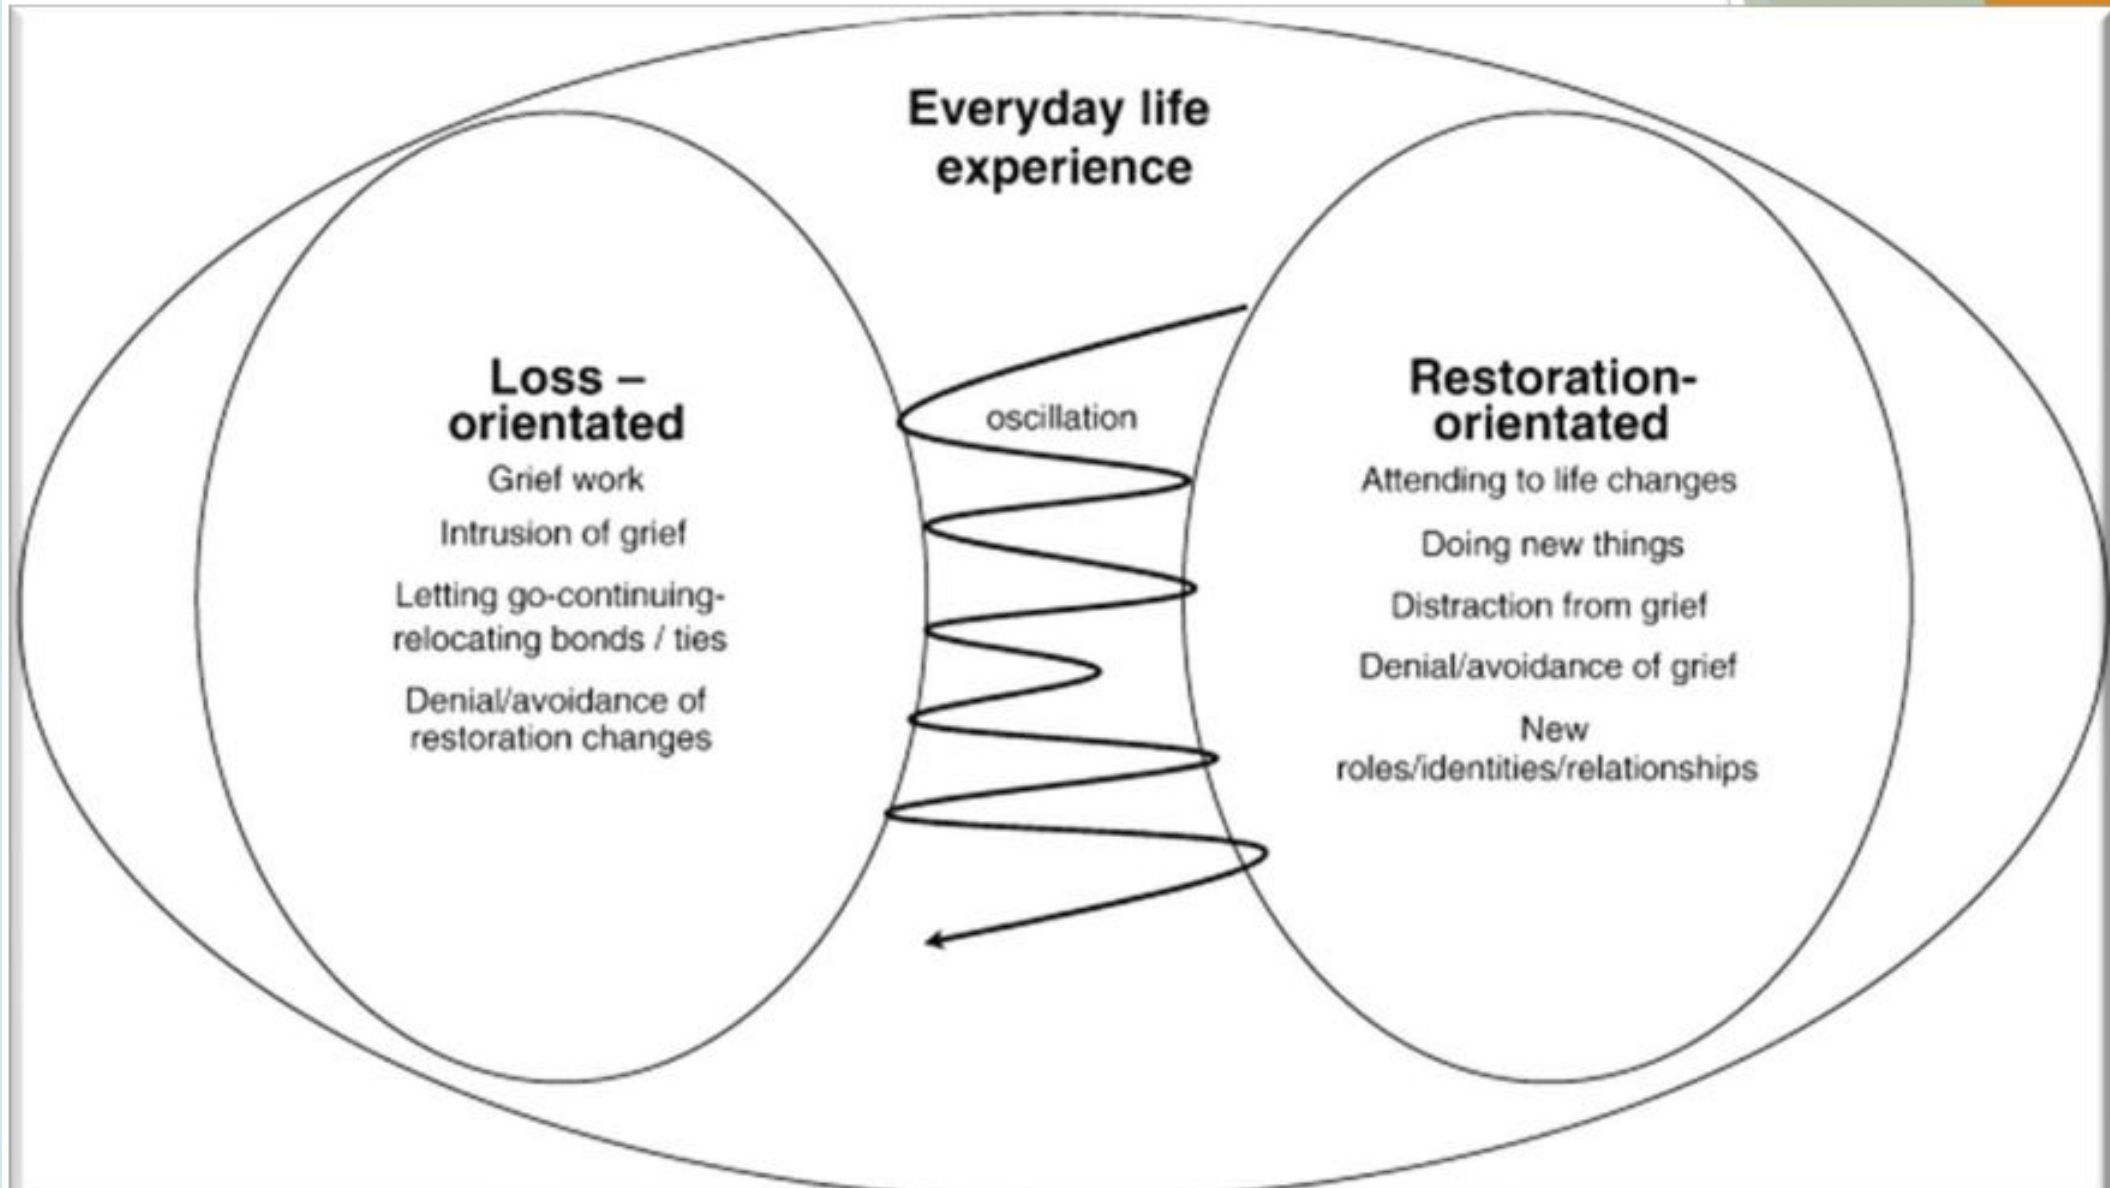 Everyday life
experience
Loss –
orientated
Grief work
Intrusion of grief
Letting go-continuing-
relocating bonds / ties
Denial/avoidance of
restoration changes
oscillation
Restoration-
orientated
Attending to life changes
Doing new things
Distraction from grief
Denial/avoidance of grief
New
roles/identities/relationships